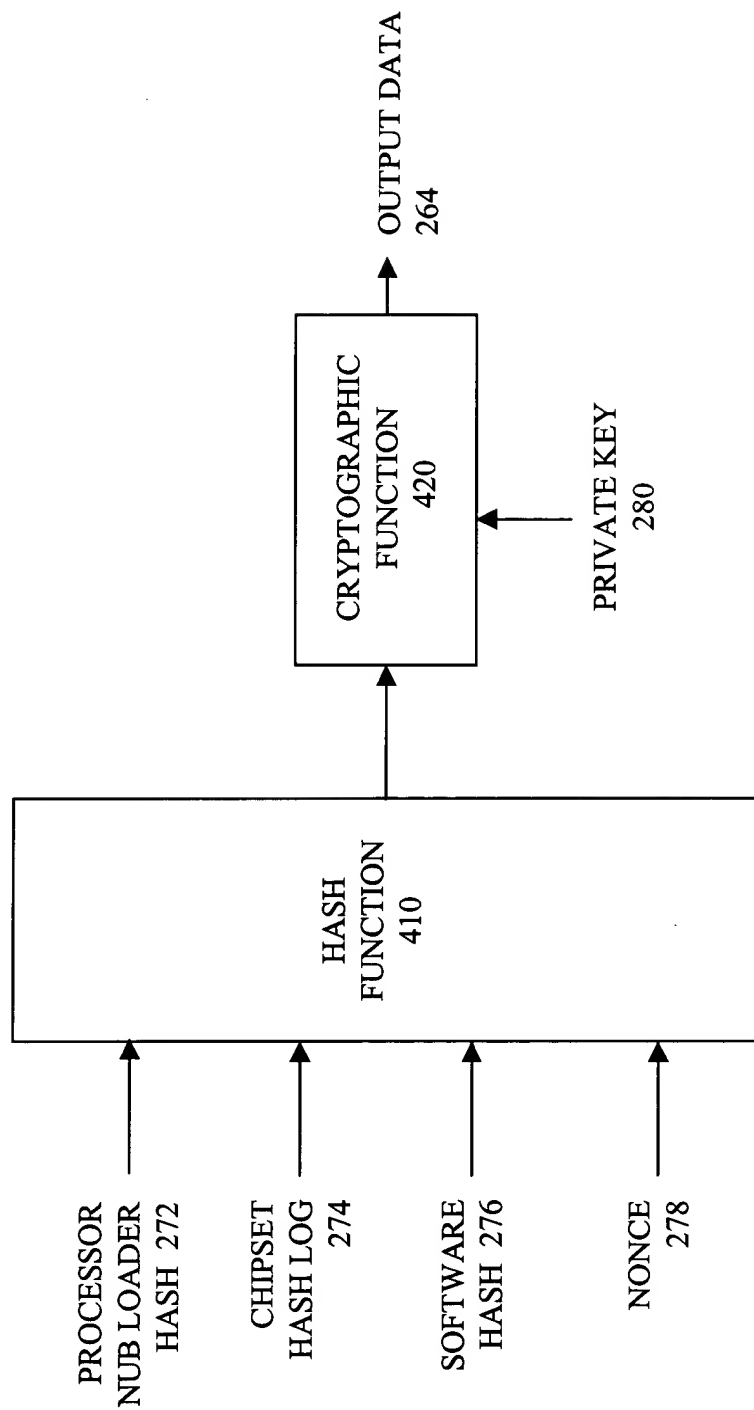 PROCESSOR
NUB LOADER
HASH 272
CHIPSET
HASH LOG
274
SOFTWARE
HASH 276
NONCE
278
HASH
FUNCTION
410
CRYPTOGRAPHIC
FUNCTION
420
PRIVATE KEY
280
OUTPUT DATA
264